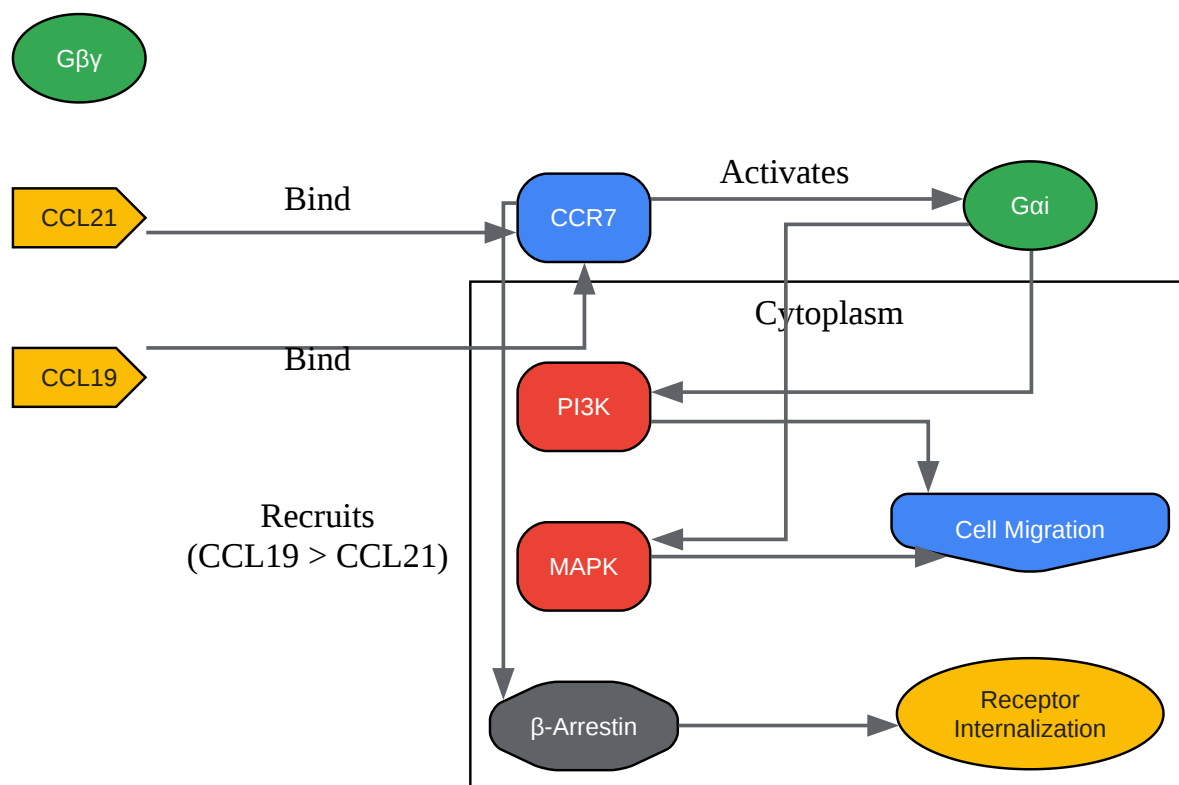 Gβγ
Activates
Bind
CCL21
CCR7
Gαi
Cytoplasm
Bind
CCL19
PI3K
Recruits
(CCL19 > CCL21)
Cell Migration
MAPK
β-Arrestin
Receptor
Internalization